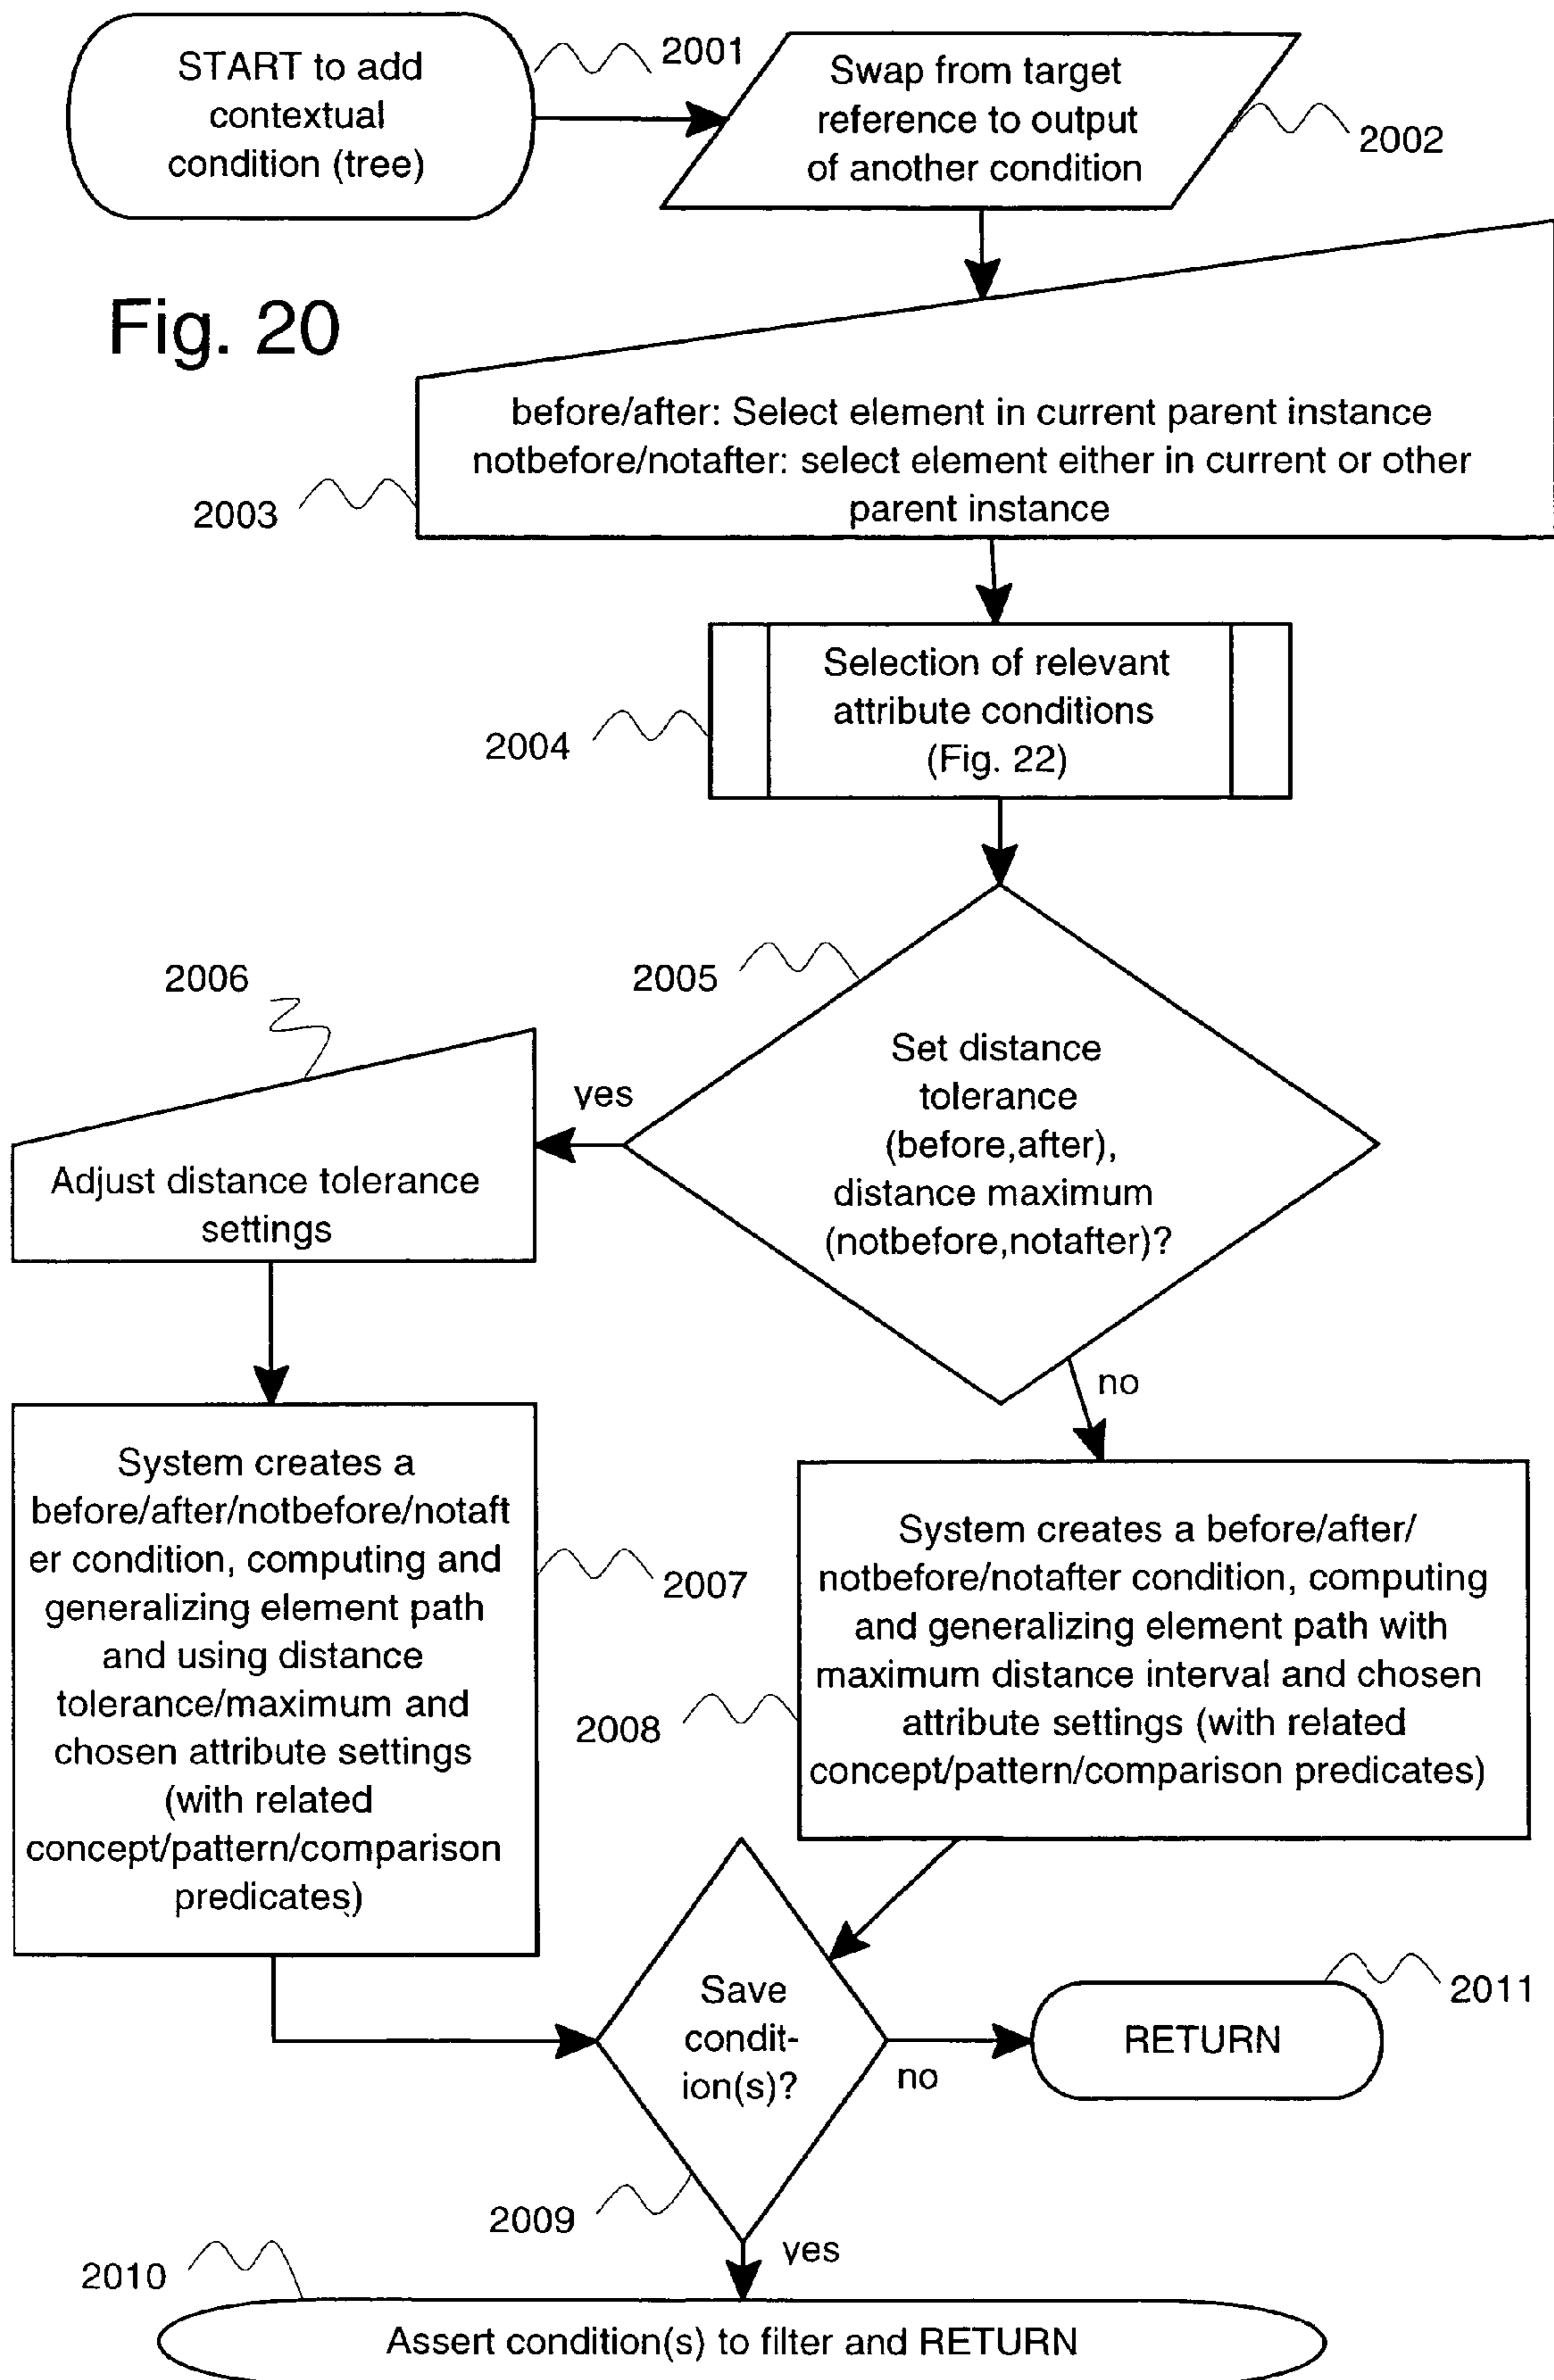 START to add
contextual
condition (tree)
2001
Swap from target
reference to output
of another condition
2002
Fig. 20
before/after: Select element in current parent instance
notbefore/notafter: select element either in current or other
parent instance
2003
Selection of relevant
attribute conditions
(Fig. 22)
2004
2005
Set distance
tolerance
(before,after),
distance maximum
(notbefore,notafter)?
yes
2006
Adjust distance tolerance
settings
no
System creates a
before/after/notbefore/notaft
er condition, computing and
generalizing element path
and using distance
tolerance/maximum and
chosen attribute settings
(with related
concept/pattern/comparison
predicates)
2007
System creates a before/after/
notbefore/notafter condition, computing
and generalizing element path with
maximum distance interval and chosen
attribute settings (with related
concept/pattern/comparison predicates)
2008
Save
condit-
ion(s)?
2009
no
RETURN
2011
yes
2010
Assert condition(s) to filter and RETURN